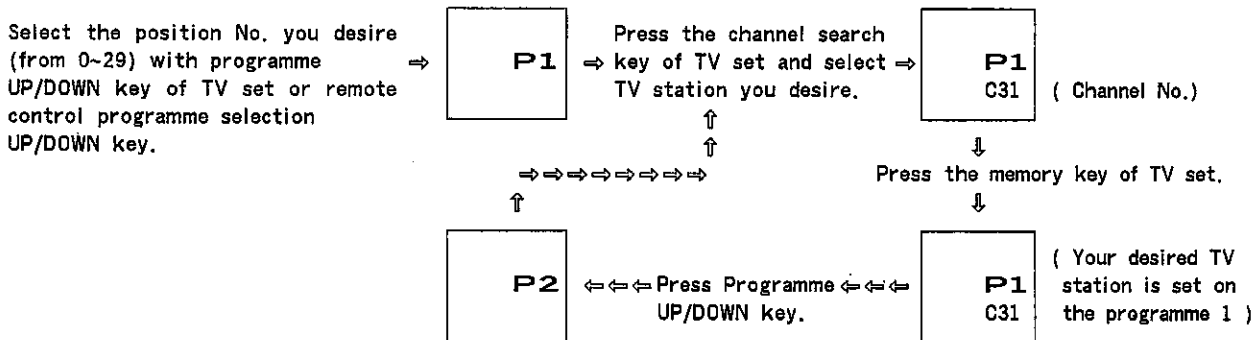 Select the position No. you desire
(from 0~29) with programme
UP/DOWN key of TV set or remote
control programme selection
UP/DOWN key.
⇒
P1
⇒
Press the channel search
key of TV set and select
TV station you desire.
⇒
P1
C31
( Channel No.)
⇓
Press the memory key of TV set.
⇓
P1
C31
( Your desired TV
station is set on
the programme 1 )
⇐⇐⇐ Press Programme ⇐⇐⇐
UP/DOWN key.
P2
⇑
⇒⇒⇒⇒⇒⇒⇒⇒
⇑
⇑